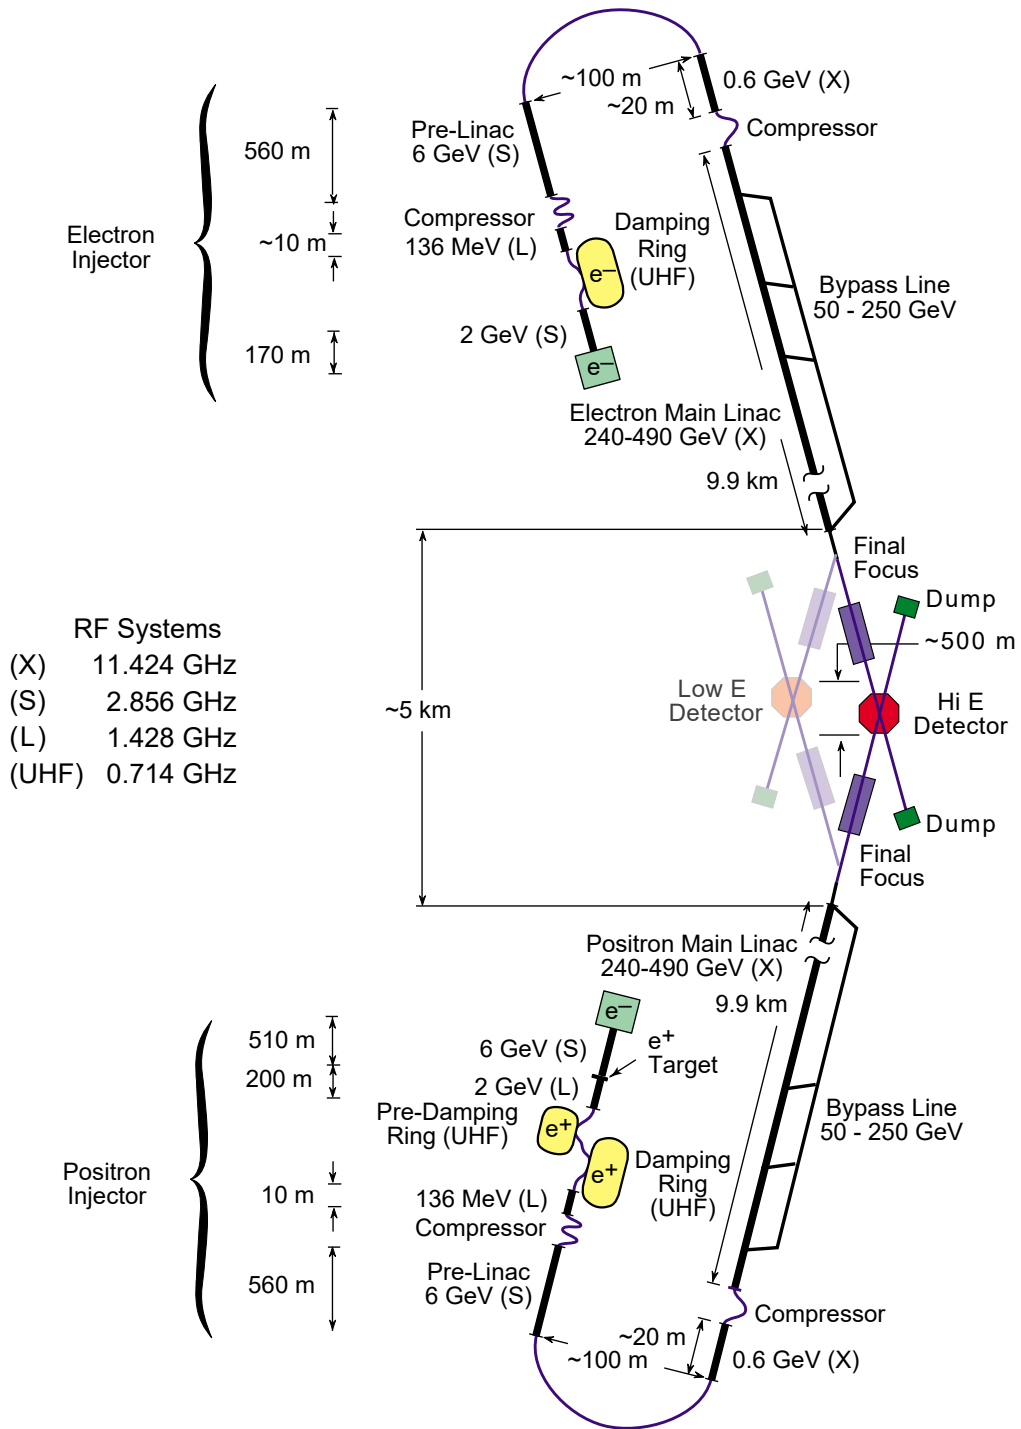 ~100 m
0.6 GeV (X)
~20 m
Compressor
Pre-Linac
6 GeV (S)
560 m
Compressor
136 MeV (L)
Damping
Ring
(UHF)
e–
Electron
Injector
~10 m
Bypass Line
50 - 250 GeV
2 GeV (S)
170 m
e–
Electron Main Linac
240-490 GeV (X)
9.9 km
Final
Focus
Dump
~500 m
RF Systems
(X) 11.424 GHz
(S) 2.856 GHz
(L) 1.428 GHz
(UHF) 0.714 GHz
~5 km
Low E
Detector
Hi E
Detector
Dump
Final
Focus
Positron Main Linac
240-490 GeV (X)
9.9 km
e–
510 m
6 GeV (S)
e+
Target
200 m
2 GeV (L)
Pre-Damping
Ring (UHF)
e+
Bypass Line
50 - 250 GeV
Damping
Ring
(UHF)
e+
Positron
Injector
10 m
136 MeV (L)
Compressor
560 m
Pre-Linac
6 GeV (S)
Compressor
~20 m
~100 m
0.6 GeV (X)